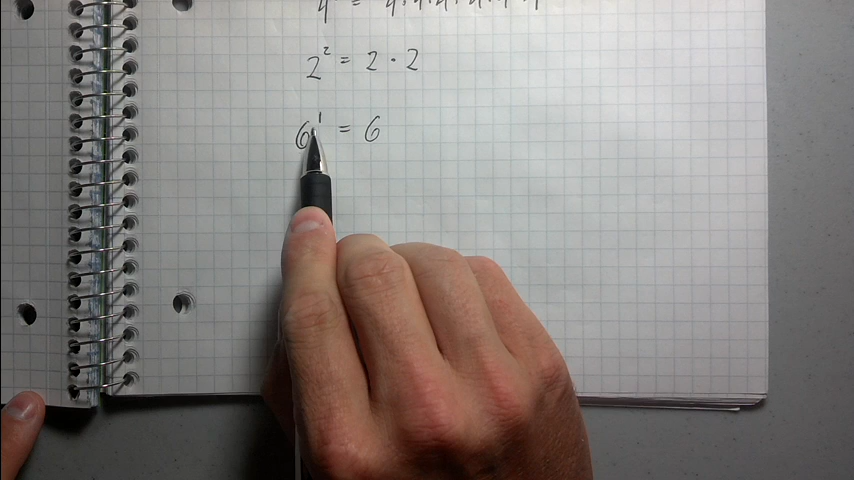 2² = 2 · 2
6¹ = 6